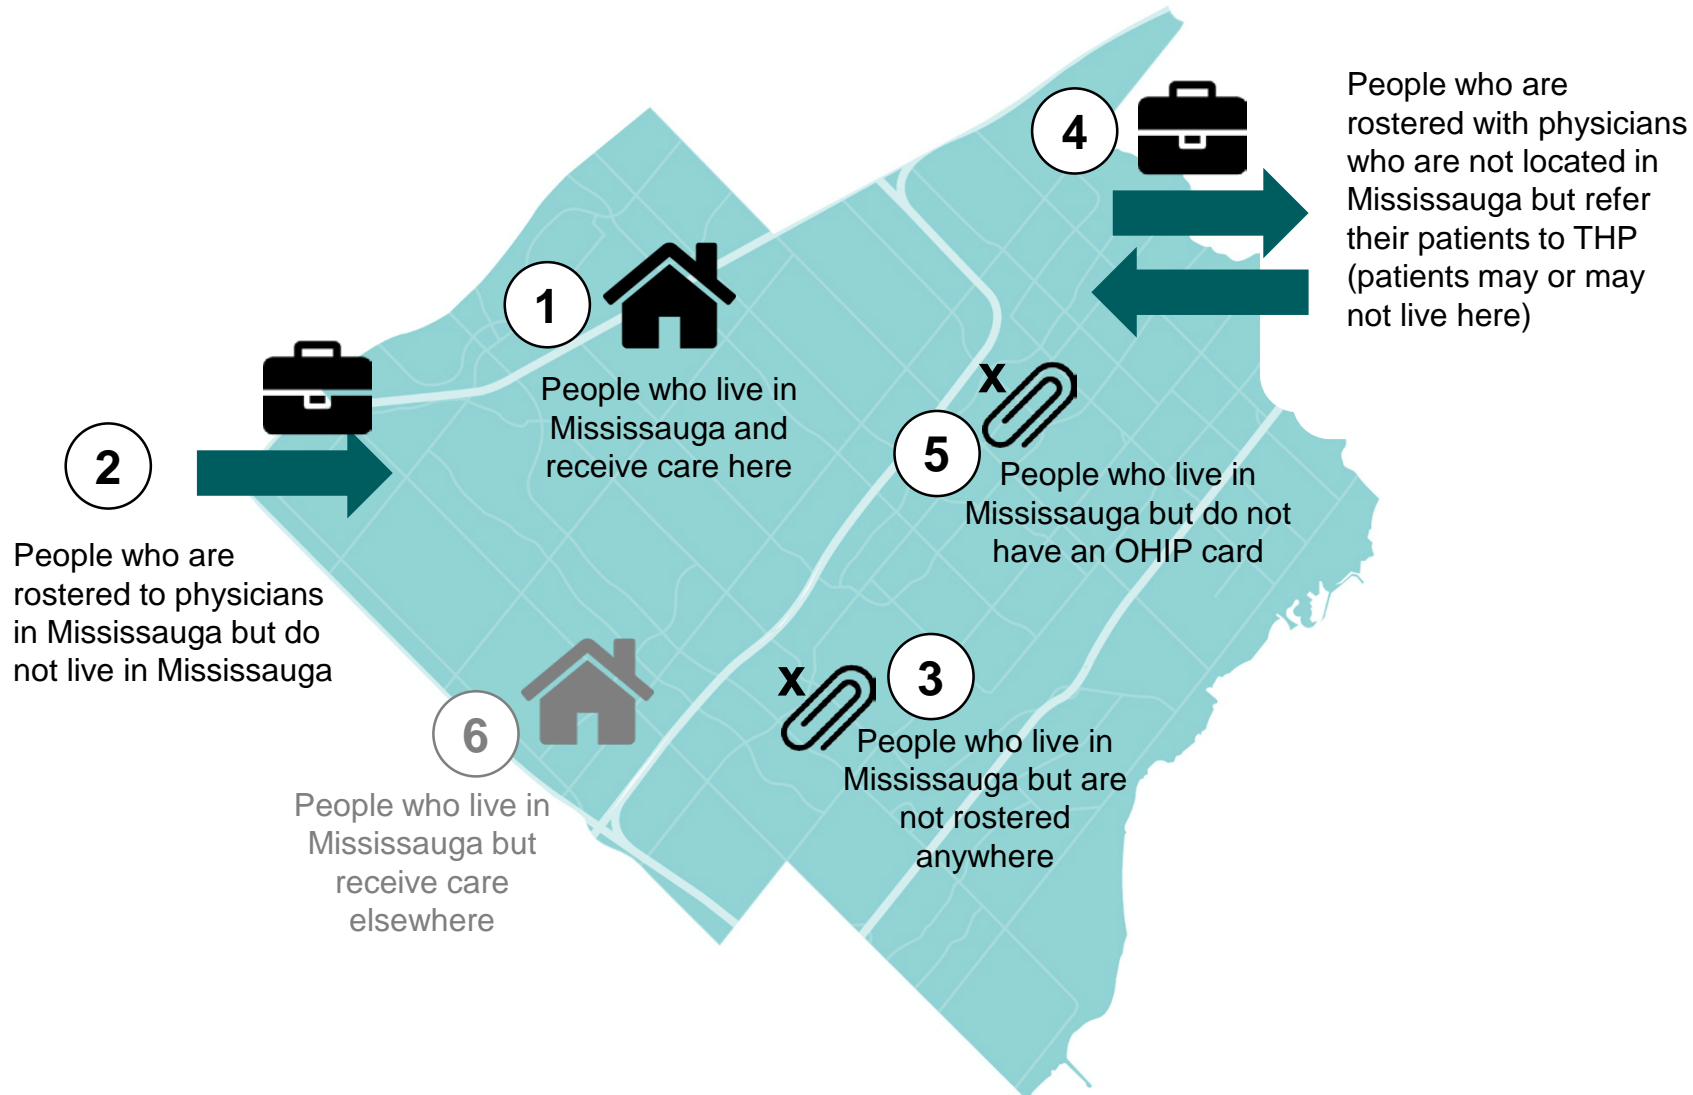 1
People who live in
Mississauga and
receive care here
2
People who are
rostered to physicians
in Mississauga but do
not live in Mississauga
x
3
People who live in
Mississauga but are
not rostered
anywhere
4
People who are
rostered with physicians
who are not located in
Mississauga but refer
their patients to THP
(patients may or may
not live here)
x
5
People who live in
Mississauga but do not
have an OHIP card
6
People who live in
Mississauga but
receive care
elsewhere